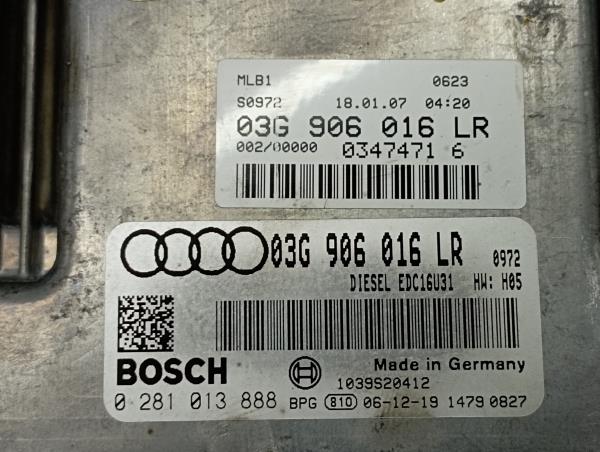 MLB1 0623
S0972 18.01.07 04:20
03G 906 016 LR
002/00000 0347471 6
03G 906 016 LR 0972
DIESEL EDC16U31 HW: H05
BOSCH Made in Germany
1039S20412
0 281 013 888 BPG 810 06-12-19 1479 0827